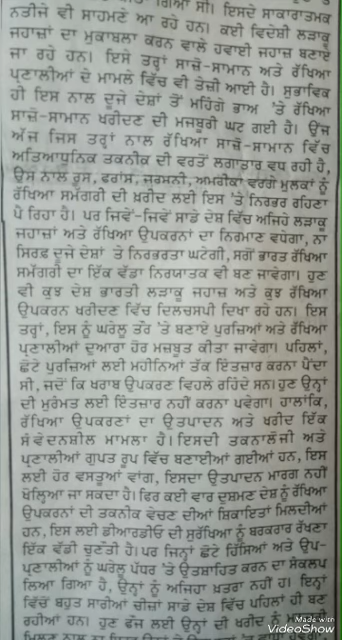 ਗਿਆ ਸੀ। ਇਸਦੇ ਸਾਕਾਰਾਤਮਕ
ਨਤੀਜੇ ਵੀ ਸਾਹਮਣੇ ਆ ਰਹੇ ਹਨ। ਕਈ ਵਿਦੇਸ਼ੀ ਲੜਾਕੂ
ਜਹਾਜ਼ਾਂ ਦਾ ਮੁਕਾਬਲਾ ਕਰਨ ਵਾਲੇ ਹਵਾਈ ਜਹਾਜ਼ ਬਣਾਏ
ਜਾ ਰਹੇ ਹਨ। ਇਸੇ ਤਰ੍ਹਾਂ ਸਾਜ਼ੋ-ਸਾਮਾਨ ਅਤੇ ਰੱਖਿਆ
ਪ੍ਰਣਾਲੀਆਂ ਦੇ ਮਾਮਲੇ ਵਿੱਚ ਵੀ ਤੇਜ਼ੀ ਆਈ ਹੈ। ਸੁਭਾਵਿਕ
ਹੀ ਇਸ ਨਾਲ ਦੂਜੇ ਦੇਸ਼ਾਂ ਤੋਂ ਮਹਿੰਗੇ ਭਾਅ 'ਤੇ ਰੱਖਿਆ
ਸਾਜ਼ੋ-ਸਾਮਾਨ ਖਰੀਦਣ ਦੀ ਮਜਬੂਰੀ ਘਟ ਗਈ ਹੈ। ਉਂਜ
ਅੱਜ ਜਿਸ ਤਰ੍ਹਾਂ ਨਾਲ ਰੱਖਿਆ ਸਾਜ਼ੋ-ਸਾਮਾਨ ਵਿੱਚ
ਅਤਿਆਧੁਨਿਕ ਤਕਨੀਕ ਦੀ ਵਰਤੋਂ ਲਗਾਤਾਰ ਵਧ ਰਹੀ ਹੈ,
ਉਸ ਨਾਲ ਰੂਸ, ਫਰਾਂਸ, ਜਰਮਨੀ, ਅਮਰੀਕਾ ਵਰਗੇ ਮੁਲਕਾਂ ਨੂੰ
ਰੱਖਿਆ ਸਮੱਗਰੀ ਦੀ ਖ਼ਰੀਦ ਲਈ ਇਸ 'ਤੇ ਨਿਰਭਰ ਰਹਿਣਾ
ਪੈ ਰਿਹਾ ਹੈ। ਪਰ ਜਿਵੇਂ-ਜਿਵੇਂ ਸਾਡੇ ਦੇਸ਼ ਵਿੱਚ ਅਜਿਹੇ ਲੜਾਕੂ
ਜਹਾਜ਼ਾਂ ਅਤੇ ਰੱਖਿਆ ਉਪਕਰਨਾਂ ਦਾ ਨਿਰਮਾਣ ਵਧੇਗਾ, ਨਾ
ਸਿਰਫ਼ ਦੂਜੇ ਦੇਸ਼ਾਂ 'ਤੇ ਨਿਰਭਰਤਾ ਘਟੇਗੀ, ਸਗੋਂ ਭਾਰਤ ਰੱਖਿਆ
ਸਮੱਗਰੀ ਦਾ ਇੱਕ ਵੱਡਾ ਨਿਰਯਾਤਕ ਵੀ ਬਣ ਜਾਵੇਗਾ। ਹੁਣ
ਵੀ ਕੁਝ ਦੇਸ਼ ਭਾਰਤੀ ਲੜਾਕੂ ਜਹਾਜ਼ ਅਤੇ ਕੁਝ ਰੱਖਿਆ
ਉਪਕਰਨ ਖਰੀਦਣ ਵਿੱਚ ਦਿਲਚਸਪੀ ਦਿਖਾ ਰਹੇ ਹਨ। ਇਸ
ਤਰ੍ਹਾਂ, ਇਸ ਨੂੰ ਘਰੇਲੂ ਤੌਰ 'ਤੇ ਬਣਾਏ ਪੁਰਜ਼ਿਆਂ ਅਤੇ ਰੱਖਿਆ
ਪ੍ਰਣਾਲੀਆਂ ਦੁਆਰਾ ਹੋਰ ਮਜ਼ਬੂਤ ਕੀਤਾ ਜਾਵੇਗਾ। ਪਹਿਲਾਂ,
ਛੋਟੇ ਪੁਰਜ਼ਿਆਂ ਲਈ ਮਹੀਨਿਆਂ ਤੱਕ ਇੰਤਜ਼ਾਰ ਕਰਨਾ ਪੈਂਦਾ
ਸੀ, ਜਦੋਂ ਕਿ ਖਰਾਬ ਉਪਕਰਣ ਵਿਹਲੇ ਰਹਿੰਦੇ ਸਨ। ਹੁਣ ਉਨ੍ਹਾਂ
ਦੀ ਮੁਰੰਮਤ ਲਈ ਇੰਤਜ਼ਾਰ ਨਹੀਂ ਕਰਨਾ ਪਵੇਗਾ। ਹਾਲਾਂਕਿ,
ਰੱਖਿਆ ਉਪਕਰਣਾਂ ਦਾ ਉਤਪਾਦਨ ਅਤੇ ਖਰੀਦ ਇੱਕ
ਸੰਵੇਦਨਸ਼ੀਲ ਮਾਮਲਾ ਹੈ। ਇਸਦੀ ਤਕਨਾਲੋਜੀ ਅਤੇ
ਪ੍ਰਣਾਲੀਆਂ ਗੁਪਤ ਰੂਪ ਵਿੱਚ ਬਣਾਈਆਂ ਗਈਆਂ ਹਨ, ਇਸ
ਲਈ ਹੋਰ ਵਸਤੂਆਂ ਵਾਂਗ, ਇਸਦਾ ਉਤਪਾਦਨ ਮਾਰਗ ਨਹੀਂ
ਖੋਲ੍ਹਿਆ ਜਾ ਸਕਦਾ ਹੈ। ਫਿਰ ਕਈ ਵਾਰ ਦੁਸ਼ਮਣ ਦੇਸ਼ ਨੂੰ ਰੱਖਿਆ
ਉਪਕਰਨਾਂ ਦੀ ਤਕਨੀਕ ਵੇਚਣ ਦੀਆਂ ਸ਼ਿਕਾਇਤਾਂ ਮਿਲਦੀਆਂ
ਹਨ, ਇਸ ਲਈ ਡੀਆਰਡੀਓ ਦੀ ਸੁਰੱਖਿਆ ਨੂੰ ਬਰਕਰਾਰ ਰੱਖਣਾ
ਇੱਕ ਵੱਡੀ ਚੁਣੌਤੀ ਹੈ। ਪਰ ਜਿਨ੍ਹਾਂ ਛੋਟੇ ਹਿੱਸਿਆਂ ਅਤੇ ਉਪ-
ਪ੍ਰਣਾਲੀਆਂ ਨੂੰ ਘਰੇਲੂ ਪੱਧਰ 'ਤੇ ਉਤਸ਼ਾਹਿਤ ਕਰਨ ਦਾ ਸੰਕਲਪ
ਲਿਆ ਗਿਆ ਹੈ, ਉਨ੍ਹਾਂ ਨੂੰ ਅਜਿਹਾ ਖ਼ਤਰਾ ਨਹੀਂ ਹ। ਇਨ੍ਹਾਂ
ਵਿੱਚੋਂ ਬਹੁਤ ਸਾਰੀਆਂ ਚੀਜ਼ਾਂ ਸਾਡੇ ਦੇਸ਼ ਵਿੱਚ ਪਹਿਲਾਂ ਹੀ ਬਣ
ਰਹੀਆਂ ਹਨ। ਹੁਣ ਫੌਜ ਲਈ ਉਨ੍ਹਾਂ ਦੀ ਖਰੀਦ ਨੂੰ
Made with
VideoShow